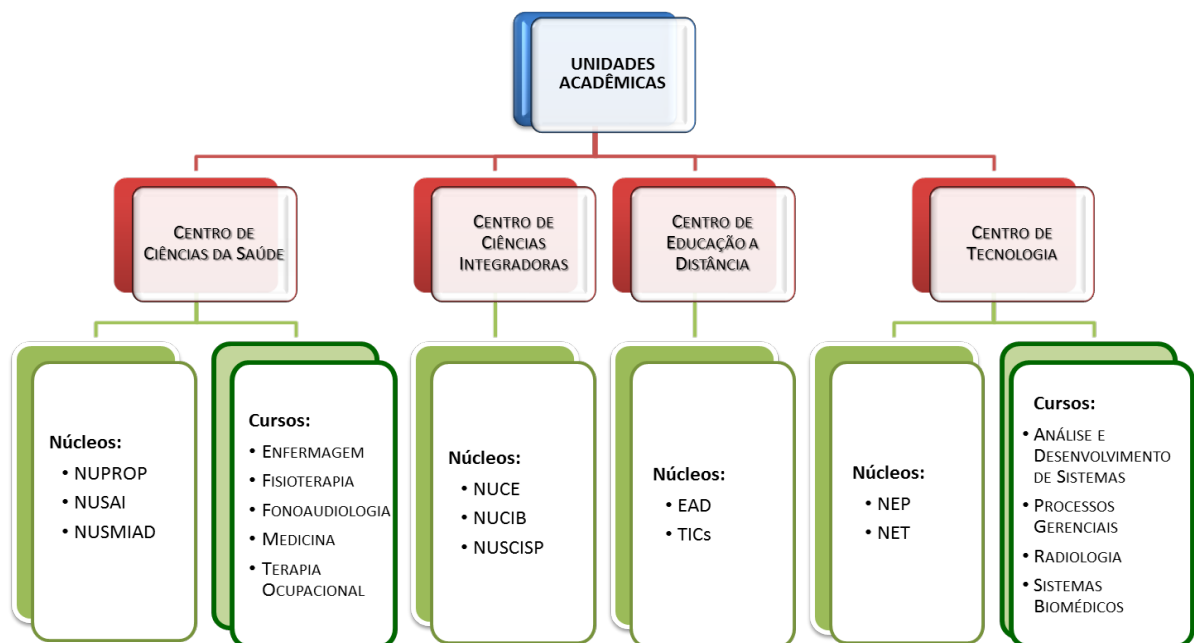 UNIDADES
ACADÊMICAS
CENTRO DE
CIÊNCIAS DA SAÚDE
CENTRO DE
CIÊNCIAS
INTEGRADORAS
CENTRO DE
EDUCAÇÃO A
DISTÂNCIA
CENTRO DE
TECNOLOGIA
Núcleos:
• NUPROP
• NUSAI
• NUSMIAD
Cursos:
• ENFERMAGEM
• FISIOTERAPIA
• FONOAUDIOLOGIA
• MEDICINA
• TERAPIA
OCUPACIONAL
Núcleos:
• NUCE
• NUCIB
• NUSCISP
Núcleos:
• EAD
• TICs
Núcleos:
• NEP
• NET
Cursos:
• ANÁLISE E
DESENVOLVIMENTO
DE SISTEMAS
• PROCESSOS
GERENCIAIS
• RADIOLOGIA
• SISTEMAS
BIOMÉDICOS